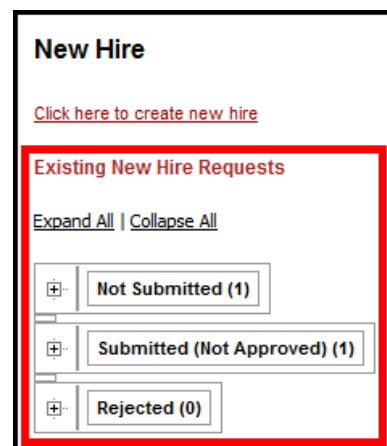 New Hire
Click here to create new hire
Existing New Hire Requests
Expand All | Collapse All
Not Submitted (1)
Submitted (Not Approved) (1)
Rejected (0)